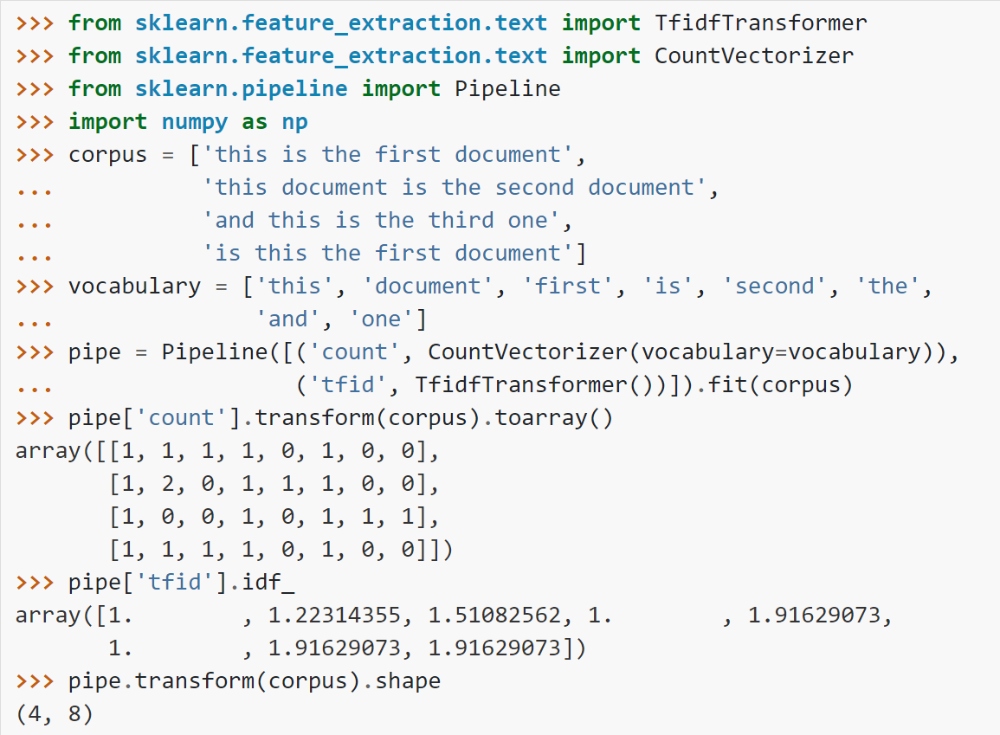 >>> from sklearn.feature_extraction.text import TfidfTransformer
>>> from sklearn.feature_extraction.text import CountVectorizer
>>> from sklearn.pipeline import Pipeline
>>> import numpy as np
>>> corpus = ['this is the first document',
...           'this document is the second document',
...           'and this is the third one',
...           'is this the first document']
>>> vocabulary = ['this', 'document', 'first', 'is', 'second', 'the',
...               'and', 'one']
>>> pipe = Pipeline([('count', CountVectorizer(vocabulary=vocabulary)),
...                  ('tfid', TfidfTransformer())]).fit(corpus)
>>> pipe['count'].transform(corpus).toarray()
array([[1, 1, 1, 1, 0, 1, 0, 0],
       [1, 2, 0, 1, 1, 1, 0, 0],
       [1, 0, 0, 1, 0, 1, 1, 1],
       [1, 1, 1, 1, 0, 1, 0, 0]])
>>> pipe['tfid'].idf_
array([1.        , 1.22314355, 1.51082562, 1.        , 1.91629073,
       1.        , 1.91629073, 1.91629073])
>>> pipe.transform(corpus).shape
(4, 8)